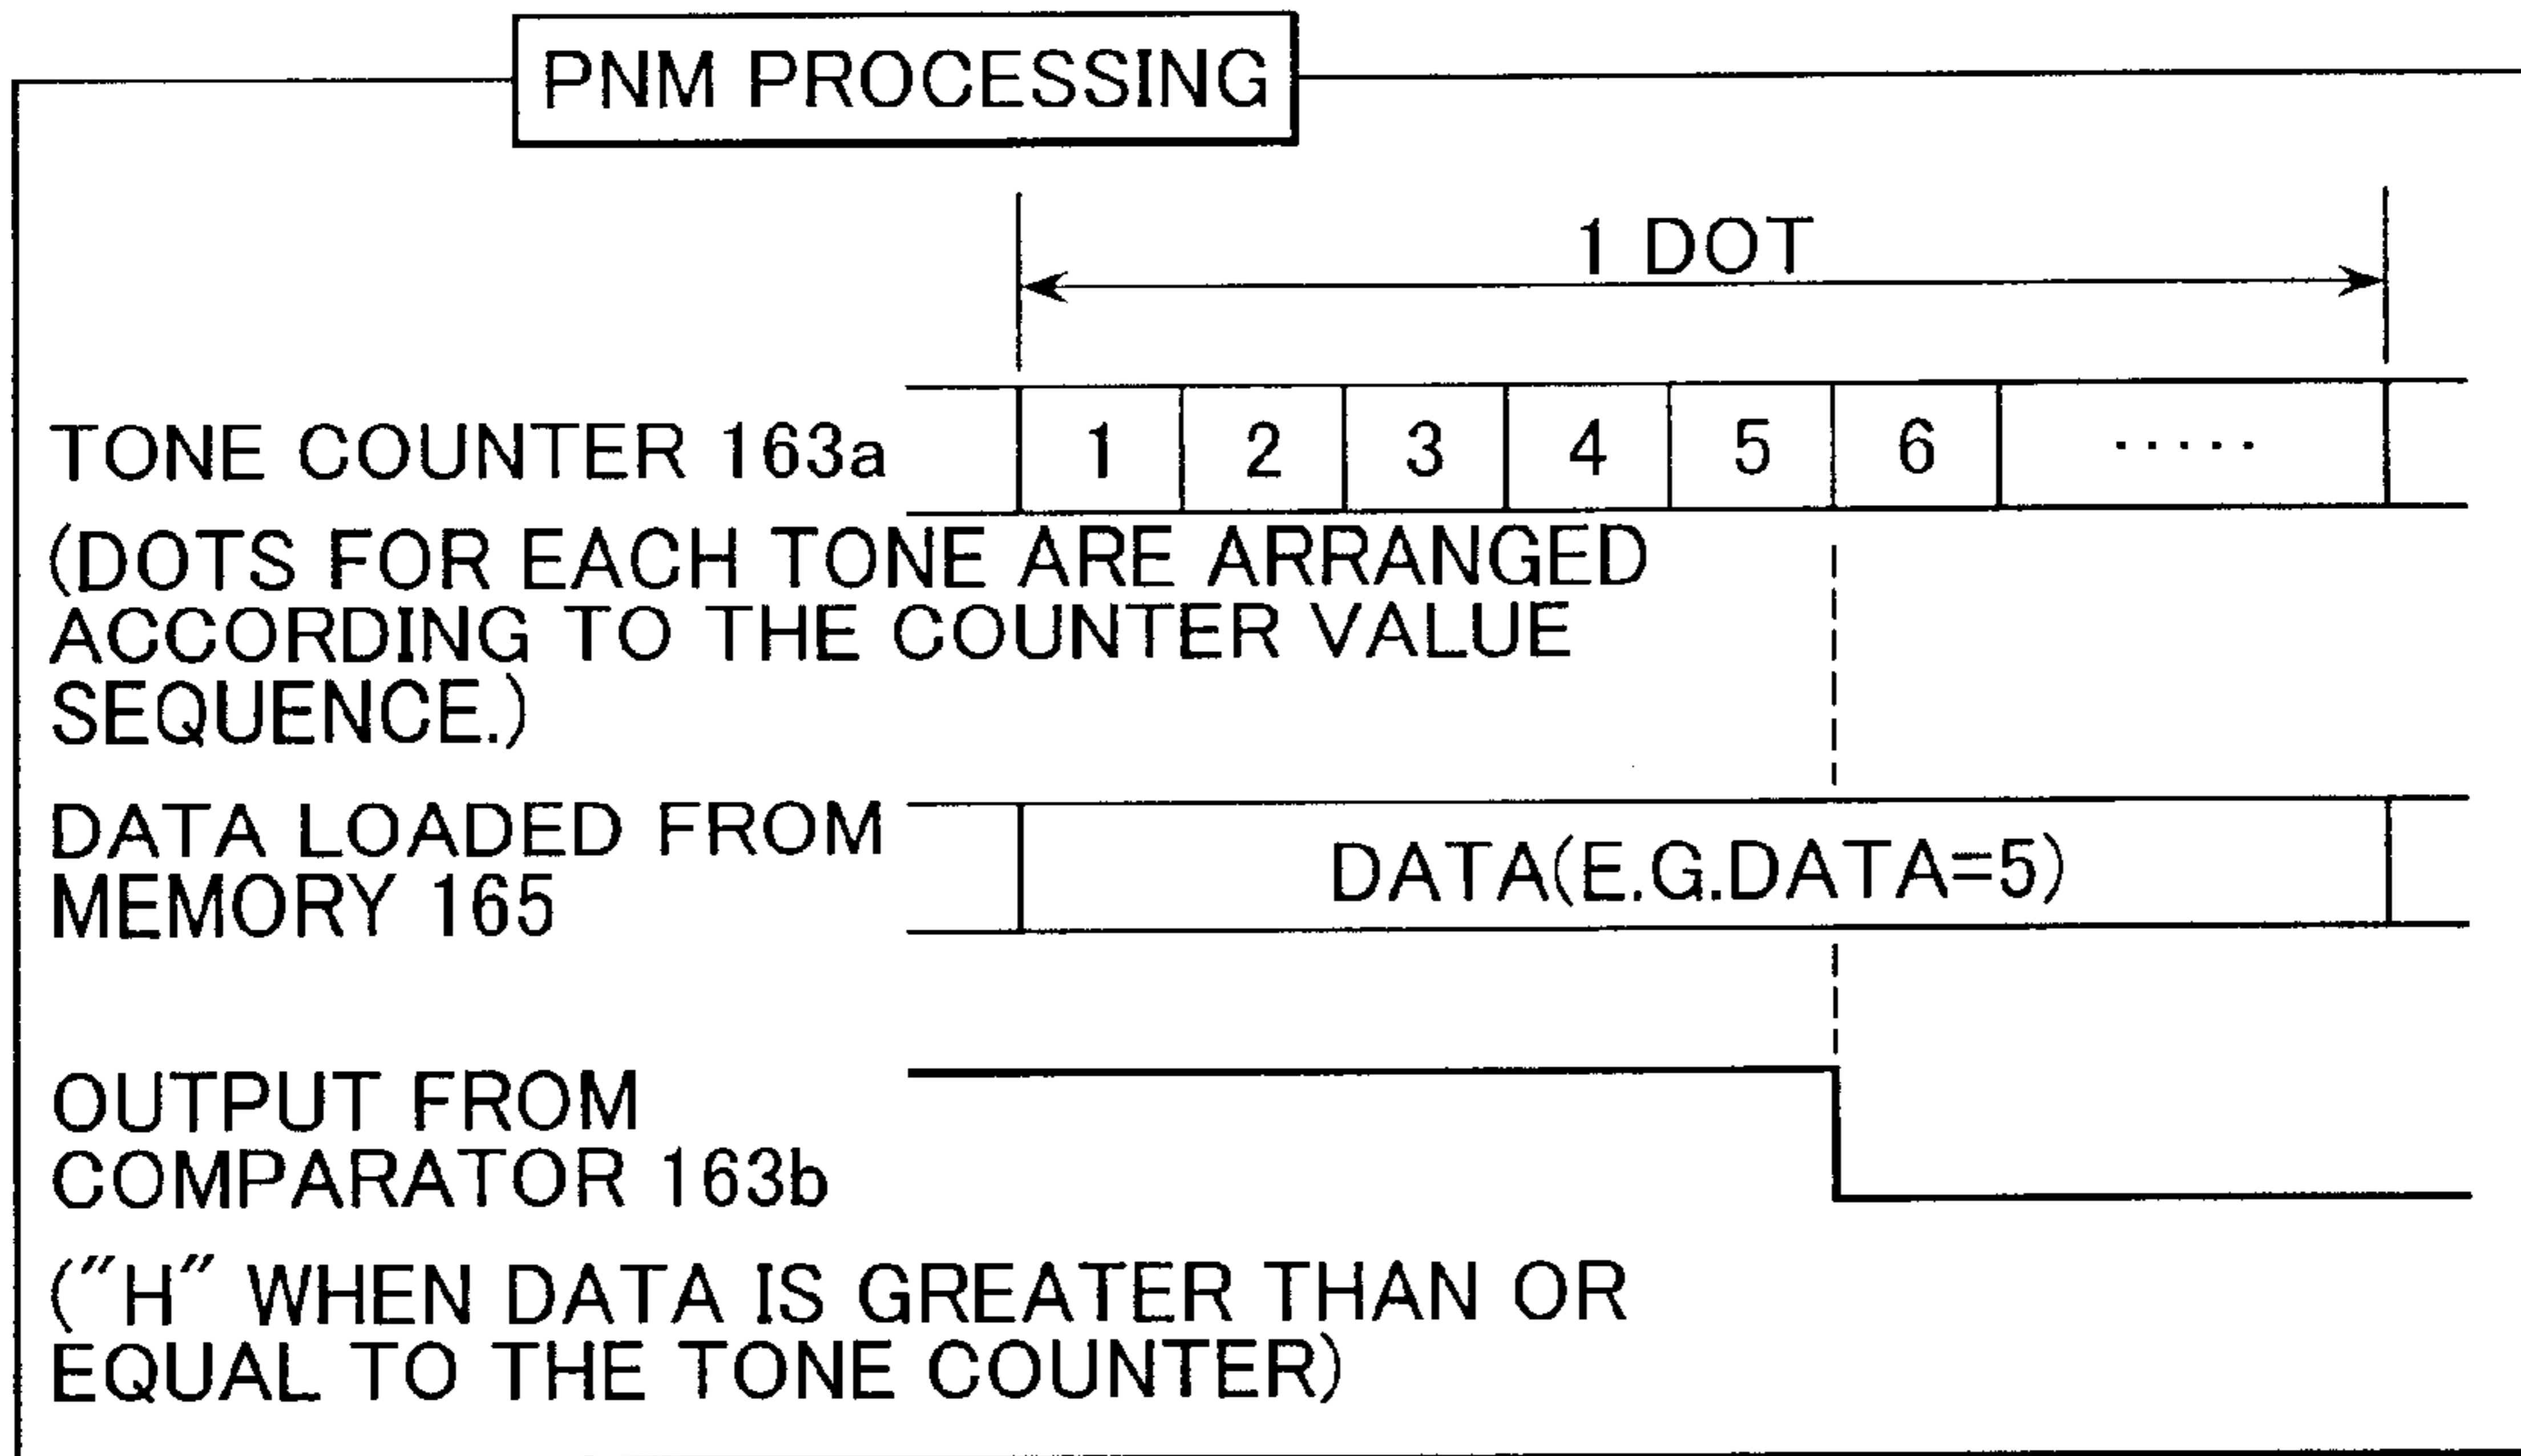 PNM PROCESSING
1 DOT
TONE COUNTER 163a
1 2 3 4 5 6 ·····
(DOTS FOR EACH TONE ARE ARRANGED
ACCORDING TO THE COUNTER VALUE
SEQUENCE.)
DATA LOADED FROM
MEMORY 165
DATA(E.G.DATA=5)
OUTPUT FROM
COMPARATOR 163b
("H" WHEN DATA IS GREATER THAN OR
EQUAL TO THE TONE COUNTER)